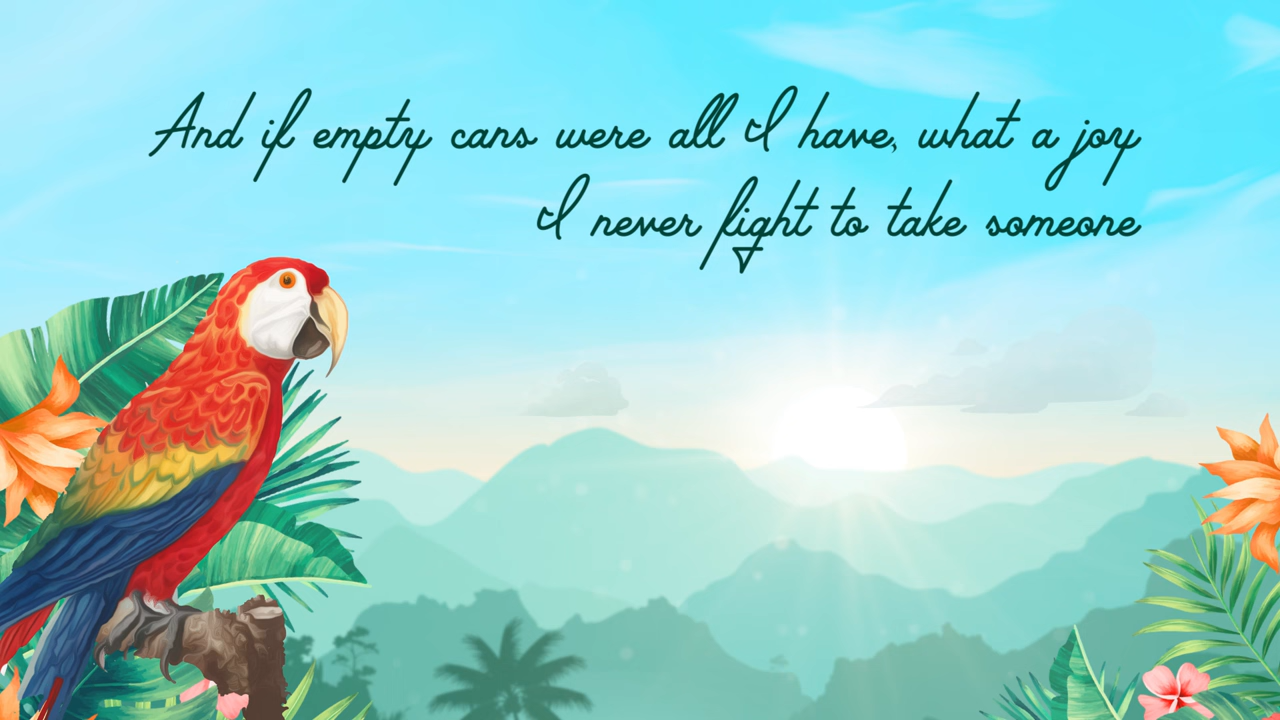 And if empty cans were all I have, what a joy
I never fight to take someone